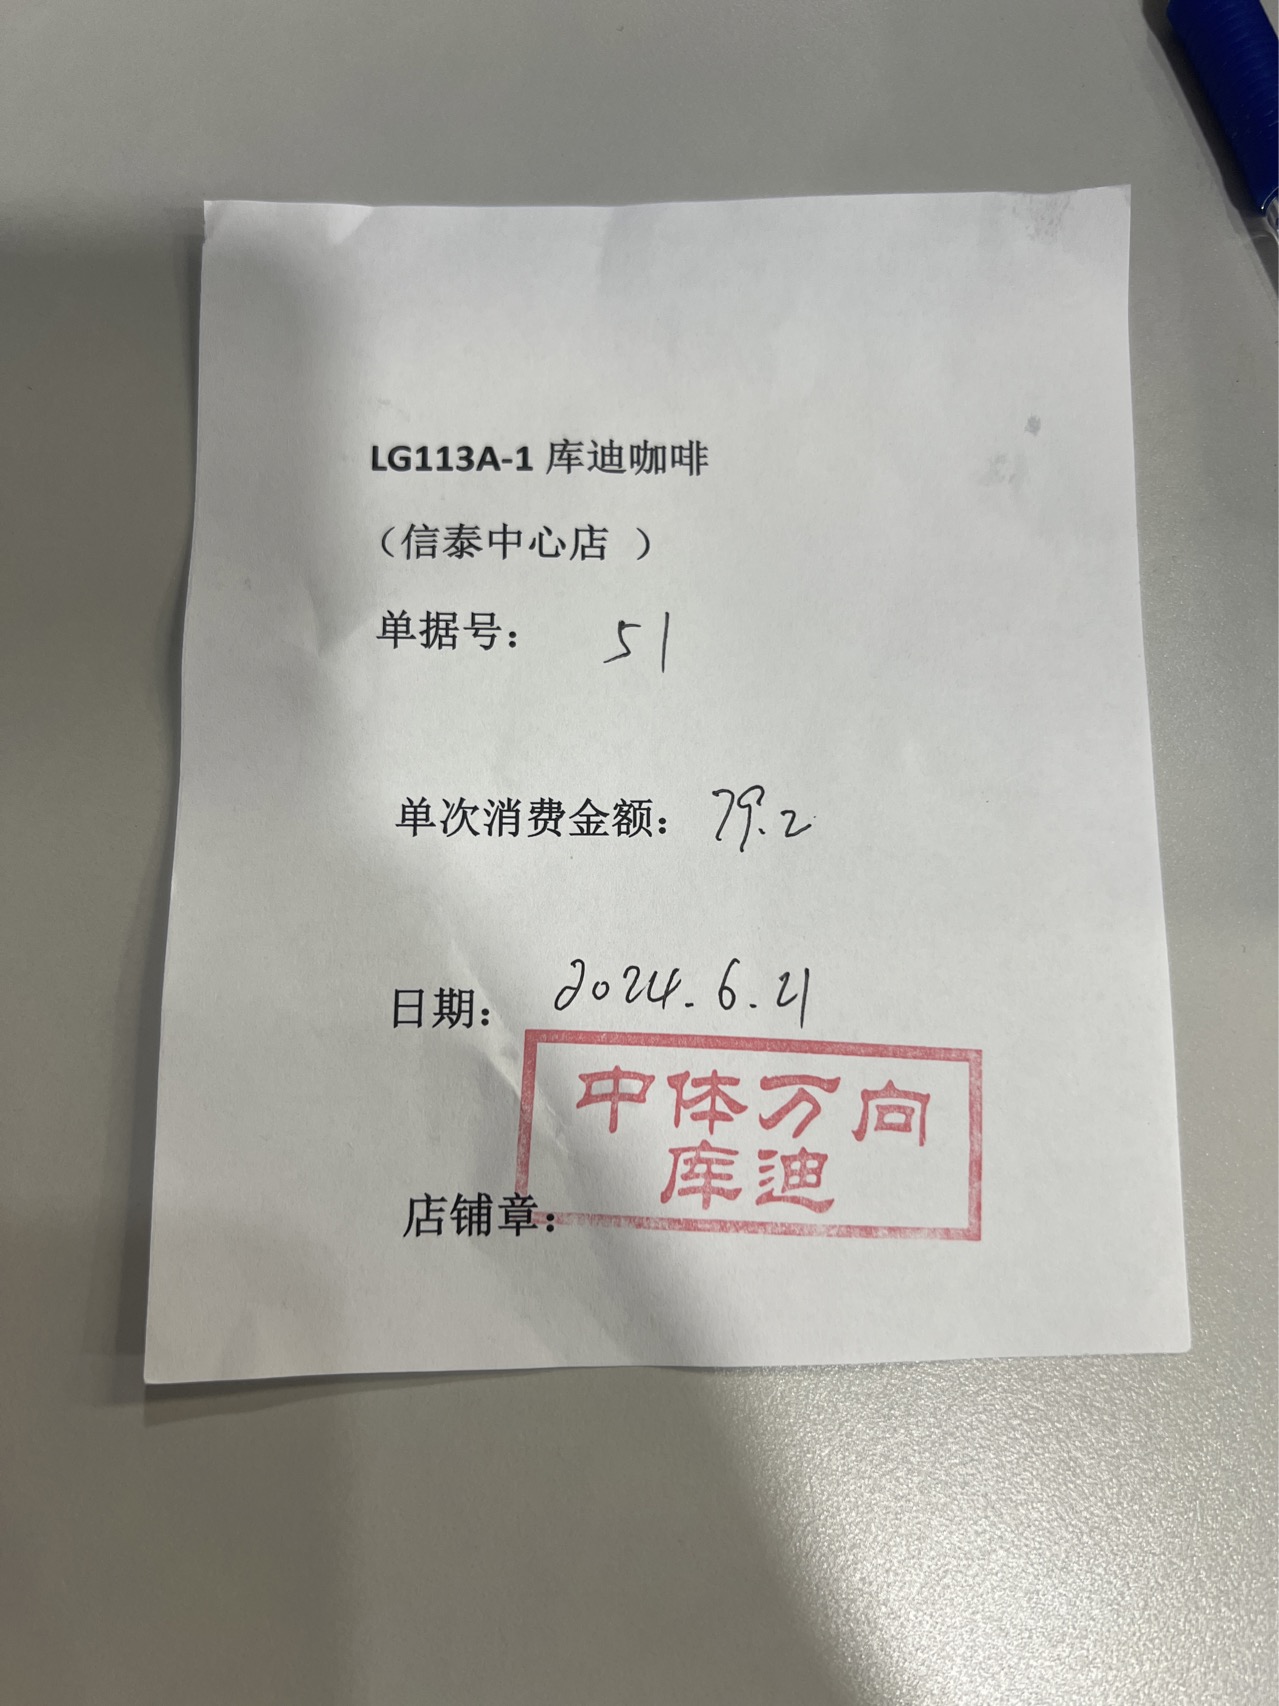 LG113A-1 库迪咖啡
（信泰中心店 ）
单据号： 51
单次消费金额： 79.2
日期： 2024.6.21
中体万向
库迪
店铺章：